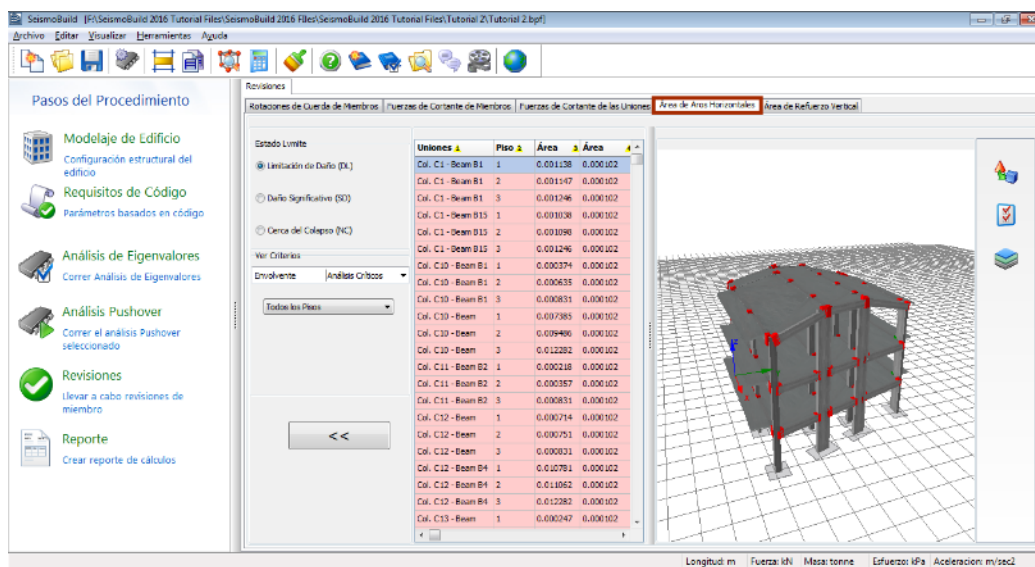 SeismoBuild [F:\SeismoBuild 2016 Tutorial Files\SeismoBuild 2016 FIles\SeismoBuild 2016 Tutorial Files\Tutorial 2\Tutorial 2.bpf]
Archivo Editar Visualizar Herramientas Ayuda
Pasos del Procedimiento
Modelaje de Edificio
Configuración estructural del
edificio
Requisitos de Código
Parámetros basados en código
Análisis de Eigenvalores
Correr Análisis de Eigenvalores
Análisis Pushover
Correr el análisis Pushover
seleccionado
Revisiones
Llevar a cabo revisiones de
miembro
Reporte
Crear reporte de cálculos
Revisiones
Rotaciones de Cuerda de Miembros Fuerzas de Cortante de Miembros Fuerzas de Cortante de las Uniones Área de Aros Horizontales Área de Refuerzo Vertical
Estado Lvmite
Limitación de Daño (DL)
Daño Significativo (SD)
Cerca del Colapso (NC)
Ver Criterios
Envolvente Análisis Críticos
Todos los Pisos
<<
Uniones 1 Piso 2 Área 3 Área 4
Col. C1 - Beam B1 1 0.001138 0.000102
Col. C1 - Beam B1 2 0.001147 0.000102
Col. C1 - Beam B1 3 0.001246 0.000102
Col. C1 - Beam B15 1 0.001038 0.000102
Col. C1 - Beam B15 2 0.001098 0.000102
Col. C1 - Beam B15 3 0.001246 0.000102
Col. C10 - Beam B1 1 0.000374 0.000102
Col. C10 - Beam B1 2 0.000635 0.000102
Col. C10 - Beam B1 3 0.000831 0.000102
Col. C10 - Beam 1 0.007385 0.000102
Col. C10 - Beam 2 0.009486 0.000102
Col. C10 - Beam 3 0.012282 0.000102
Col. C11 - Beam B2 1 0.000218 0.000102
Col. C11 - Beam B2 2 0.000357 0.000102
Col. C11 - Beam B2 3 0.000831 0.000102
Col. C12 - Beam 1 0.000714 0.000102
Col. C12 - Beam 2 0.000751 0.000102
Col. C12 - Beam 3 0.000831 0.000102
Col. C12 - Beam B4 1 0.010781 0.000102
Col. C12 - Beam B4 2 0.011062 0.000102
Col. C12 - Beam B4 3 0.012282 0.000102
Col. C13 - Beam 1 0.000247 0.000102
Longitud: m Fuerza: kN Masa: tonne Esfuerzo: kPa Aceleracion: m/sec2